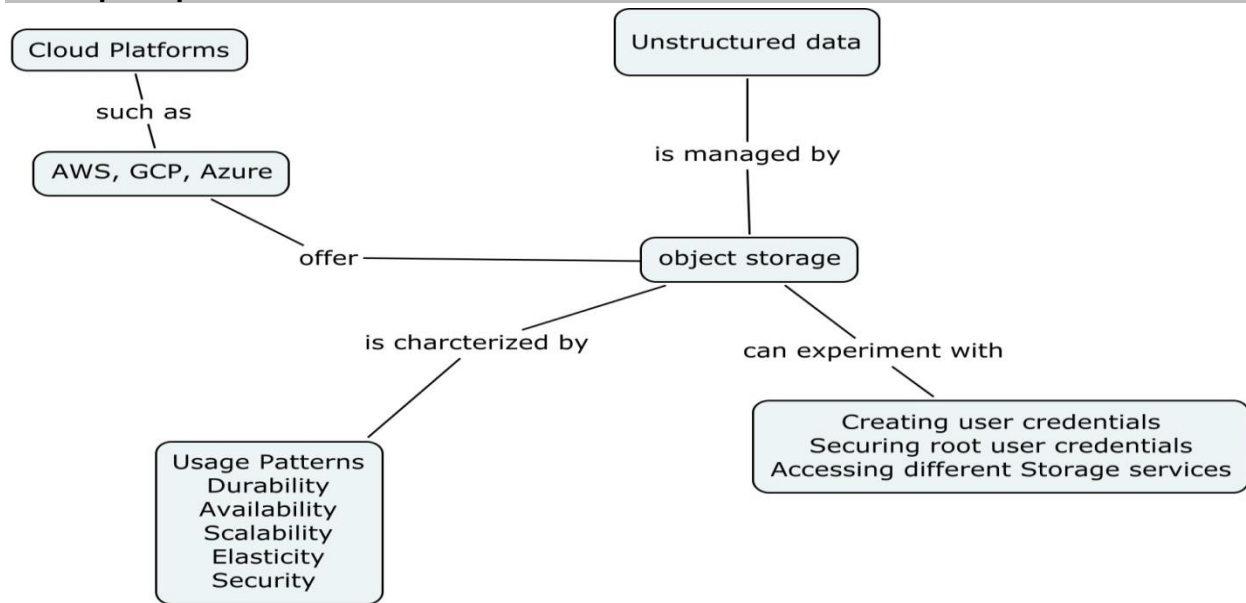 Cloud Platforms
Unstructured data
such as
is managed by
AWS, GCP, Azure
offer
object storage
is charcterized by
can experiment with
Usage Patterns
Durability
Availability
Scalability
Elasticity
Security
Creating user credentials
Securing root user credentials
Accessing different Storage services